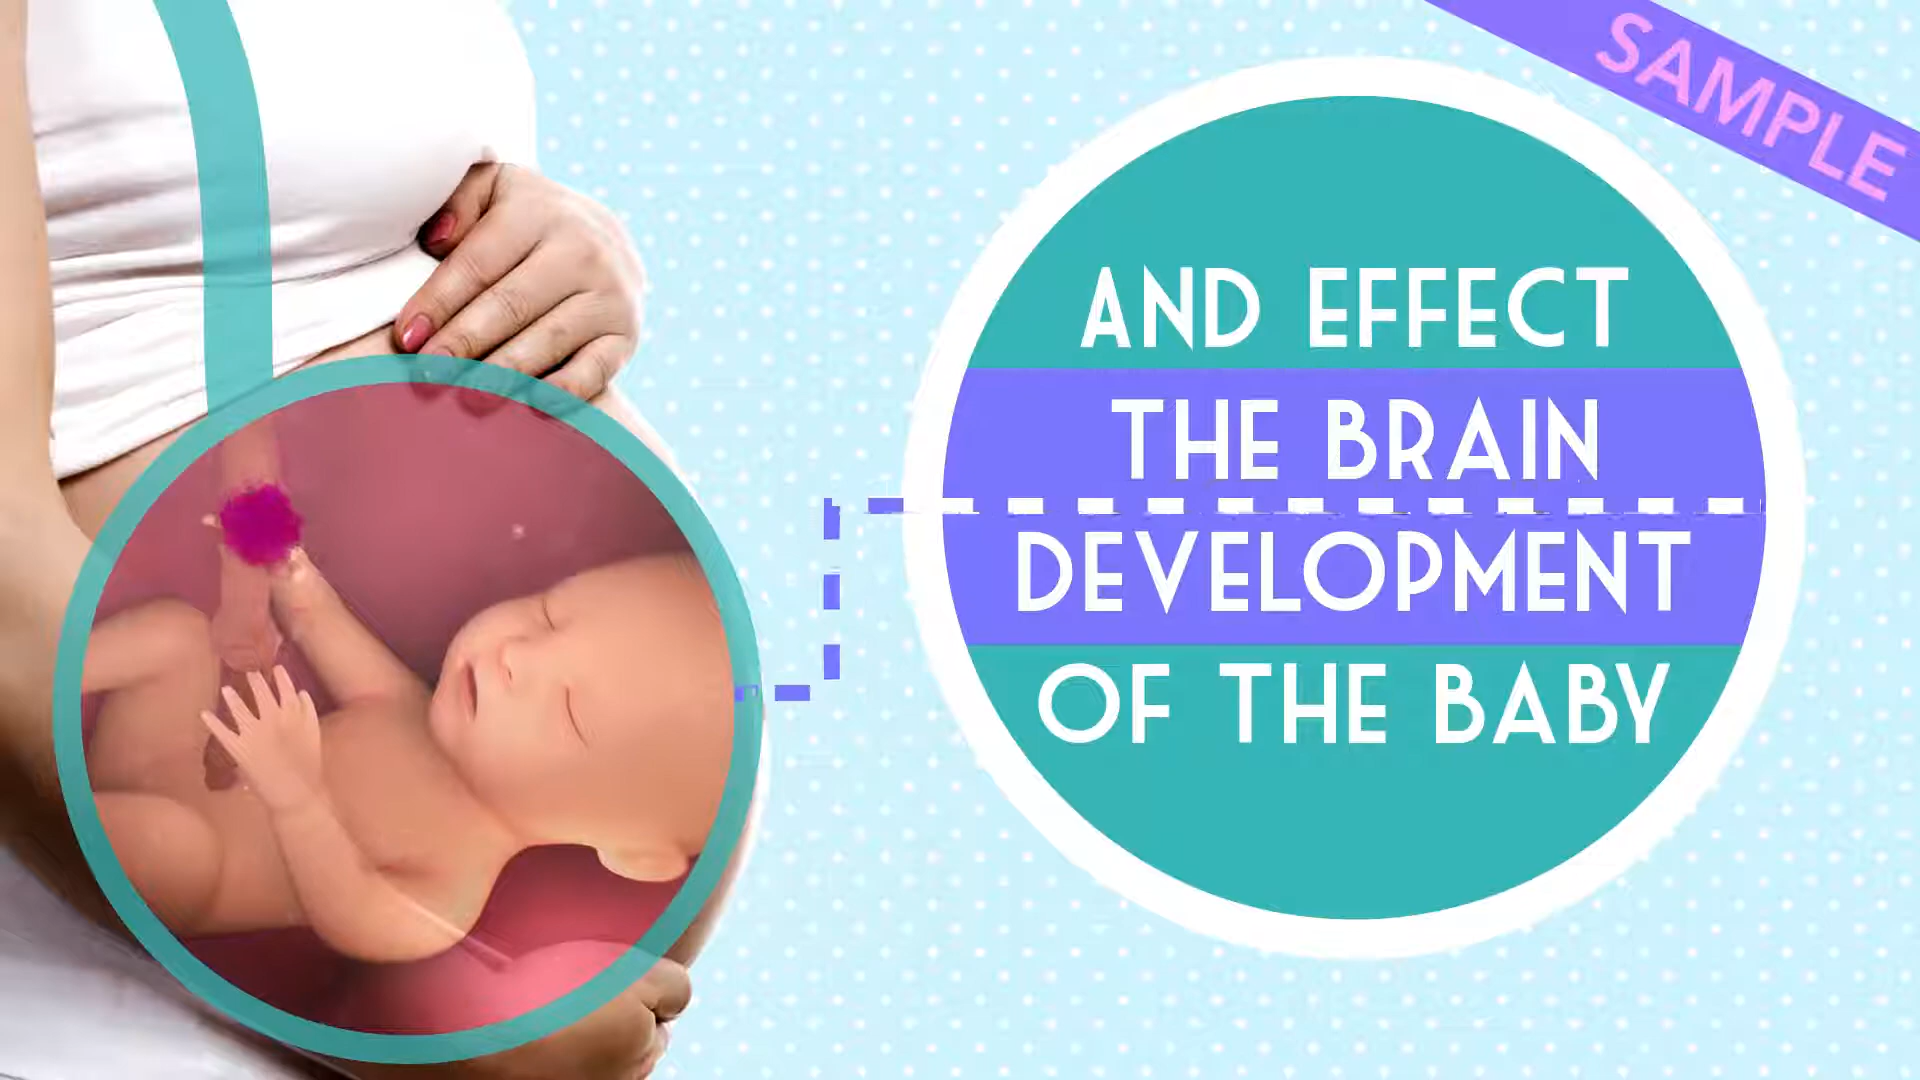 SAMPLE
AND EFFECT
THE BRAIN
DEVELOPMENT
OF THE BABY